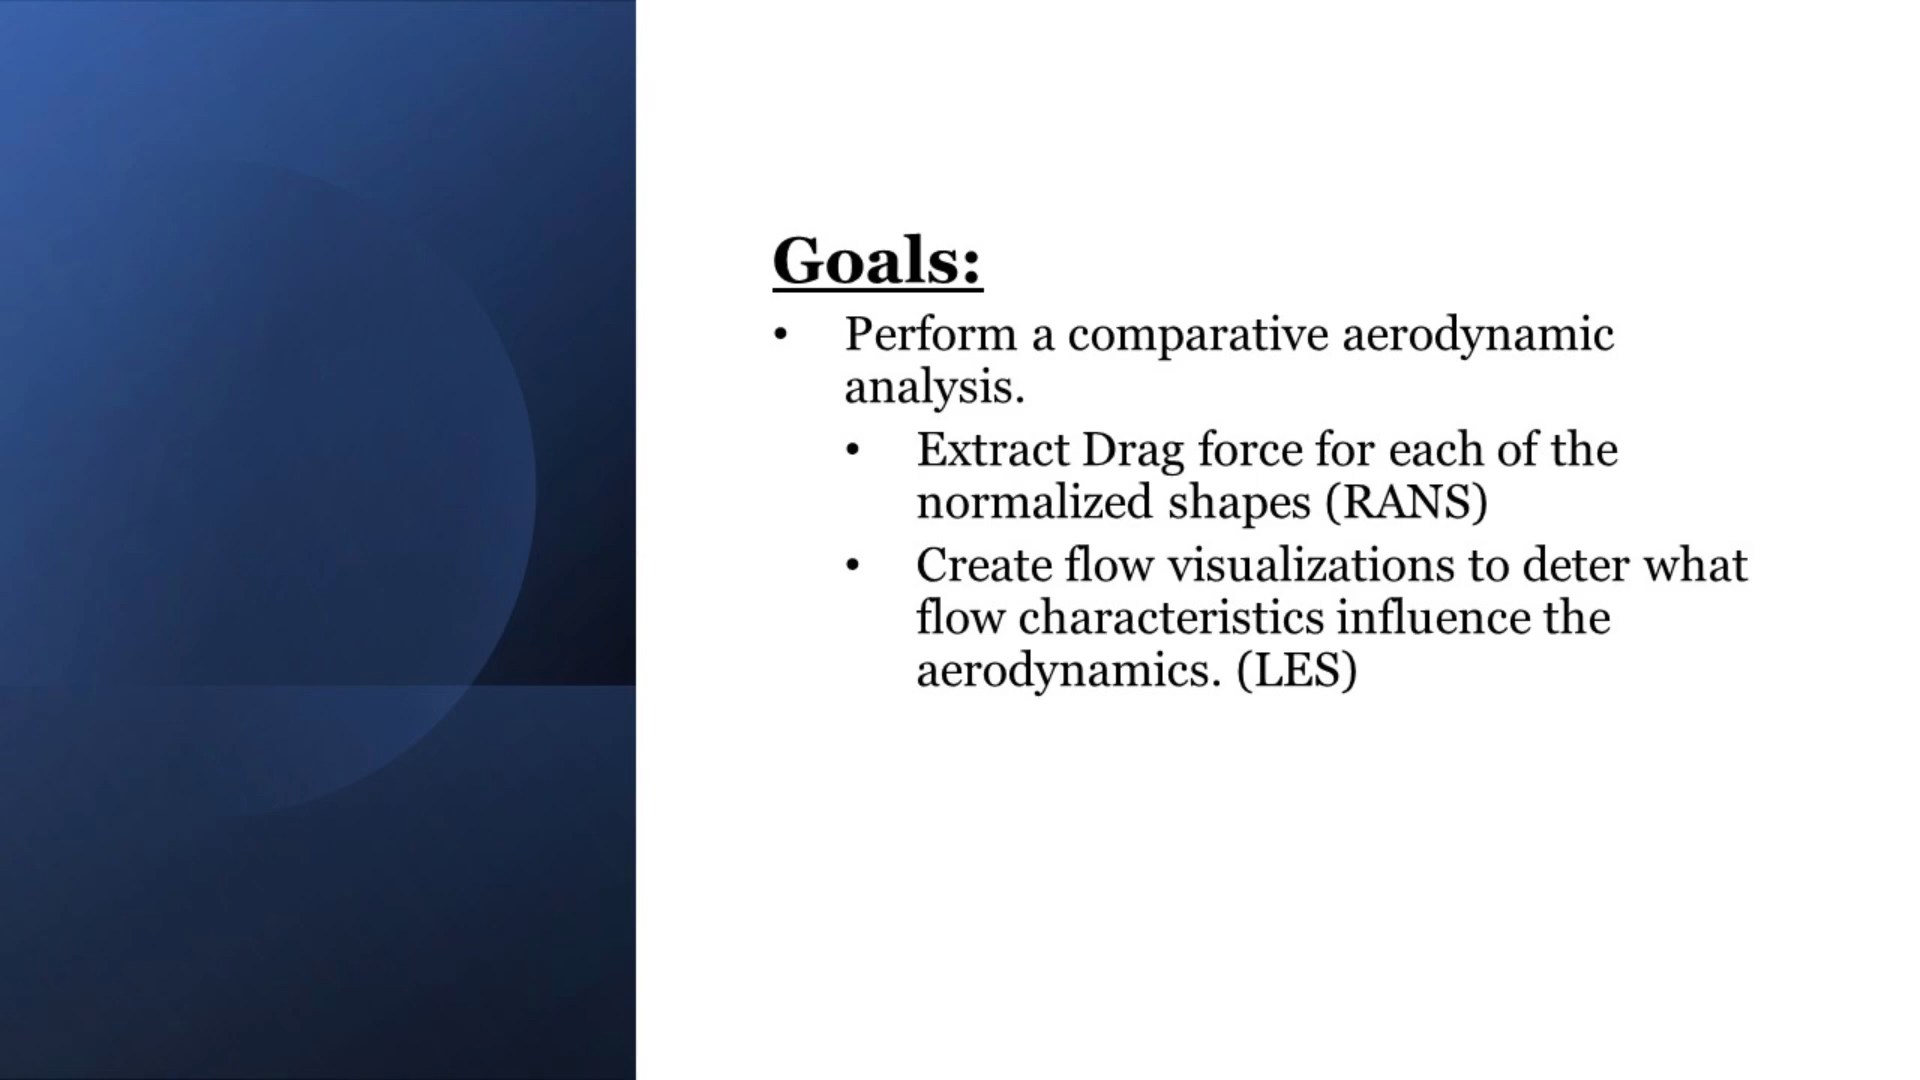 Goals:
• Perform a comparative aerodynamic
analysis.
• Extract Drag force for each of the
normalized shapes (RANS)
• Create flow visualizations to deter what
flow characteristics influence the
aerodynamics. (LES)